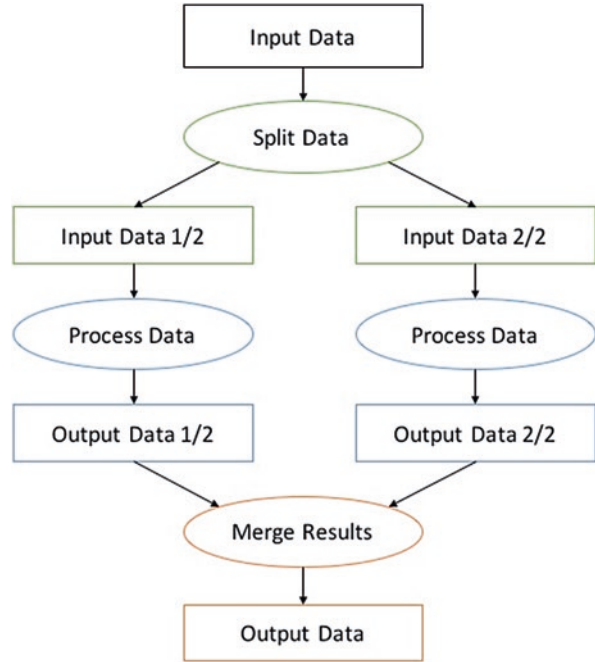 Input Data
Split Data
Input Data 1/2
Input Data 2/2
Process Data
Process Data
Output Data 1/2
Output Data 2/2
Merge Results
Output Data